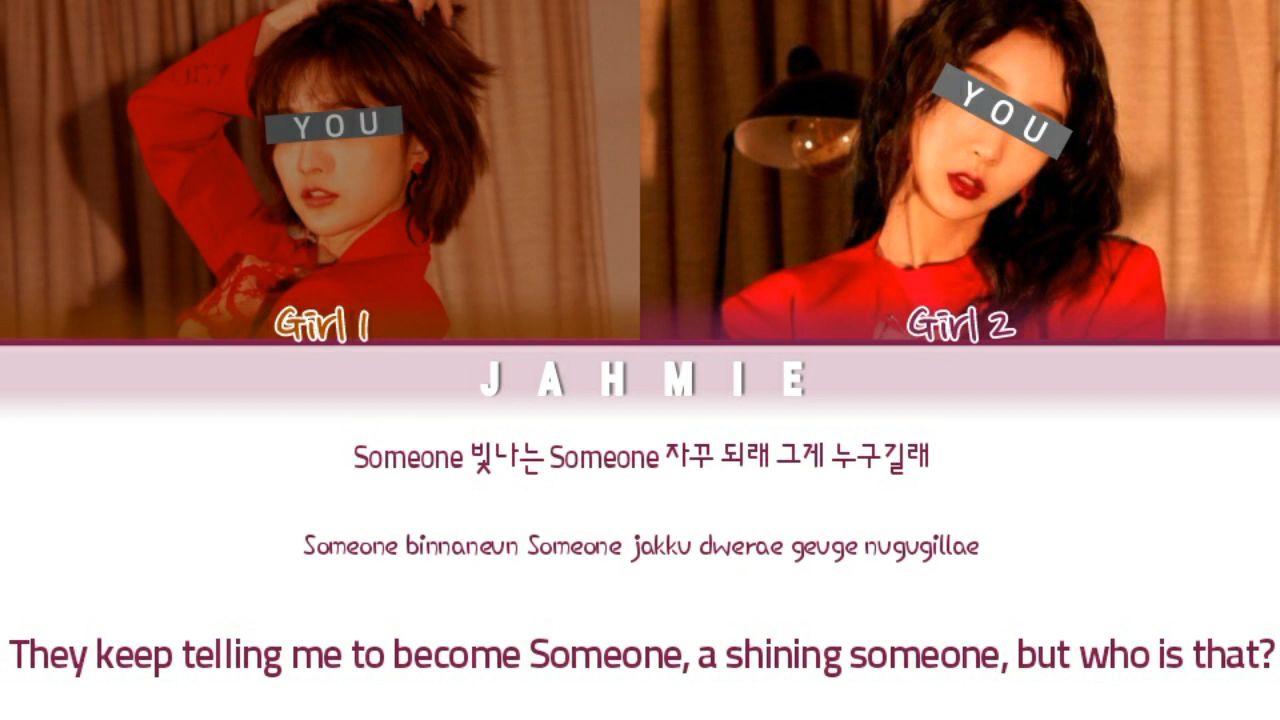 YOU
YOU
Girl 1
Girl 2
JAHMIE
Someone 빛나는 Someone 자꾸 되래 그게 누구길래
Someone binnaneun Someone jakku dwerae geuge nugugillae
They keep telling me to become Someone, a shining someone, but who is that?